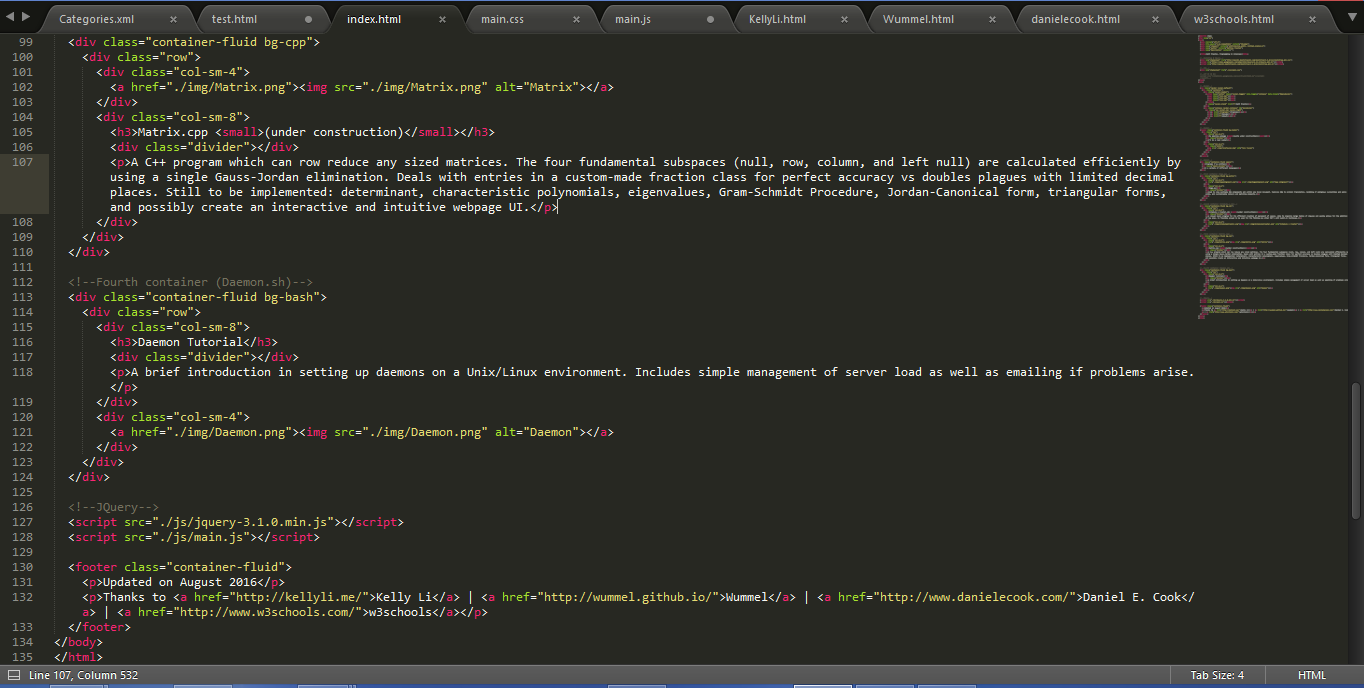 Categories.xml × test.html index.html × main.css × main.js KellyLi.html × Wummel.html × danielecook.html × w3schools.html ×
99 <div class="container-fluid bg-cpp">
100 <div class="row">
101 <div class="col-sm-4">
102 <a href="./img/Matrix.png"><img src="./img/Matrix.png" alt="Matrix"></a>
103 </div>
104 <div class="col-sm-8">
105 <h3>Matrix.cpp <small>(under construction)</small></h3>
106 <div class="divider"></div>
107 <p>A C++ program which can row reduce any sized matrices. The four fundamental subspaces (null, row, column, and left null) are calculated efficiently by
using a single Gauss-Jordan elimination. Deals with entries in a custom-made fraction class for perfect accuracy vs doubles plagues with limited decimal
places. Still to be implemented: determinant, characteristic polynomials, eigenvalues, Gram-Schmidt Procedure, Jordan-Canonical form, triangular forms,
and possibly create an interactive and intuitive webpage UI.</p>
108 </div>
109 </div>
110 </div>
111
112 <!--Fourth container (Daemon.sh)-->
113 <div class="container-fluid bg-bash">
114 <div class="row">
115 <div class="col-sm-8">
116 <h3>Daemon Tutorial</h3>
117 <div class="divider"></div>
118 <p>A brief introduction in setting up daemons on a Unix/Linux environment. Includes simple management of server load as well as emailing if problems arise.
</p>
119 </div>
120 <div class="col-sm-4">
121 <a href="./img/Daemon.png"><img src="./img/Daemon.png" alt="Daemon"></a>
122 </div>
123 </div>
124 </div>
125
126 <!--JQuery-->
127 <script src="./js/jquery-3.1.0.min.js"></script>
128 <script src="./js/main.js"></script>
129
130 <footer class="container-fluid">
131 <p>Updated on August 2016</p>
132 <p>Thanks to <a href="http://kellyli.me/">Kelly Li</a> | <a href="http://wummel.github.io/">Wummel</a> | <a href="http://www.danielecook.com/">Daniel E. Cook</
a> | <a href="http://www.w3schools.com/">w3schools</a></p>
133 </footer>
134 </body>
135 </html>
Line 107, Column 532 Tab Size: 4 HTML